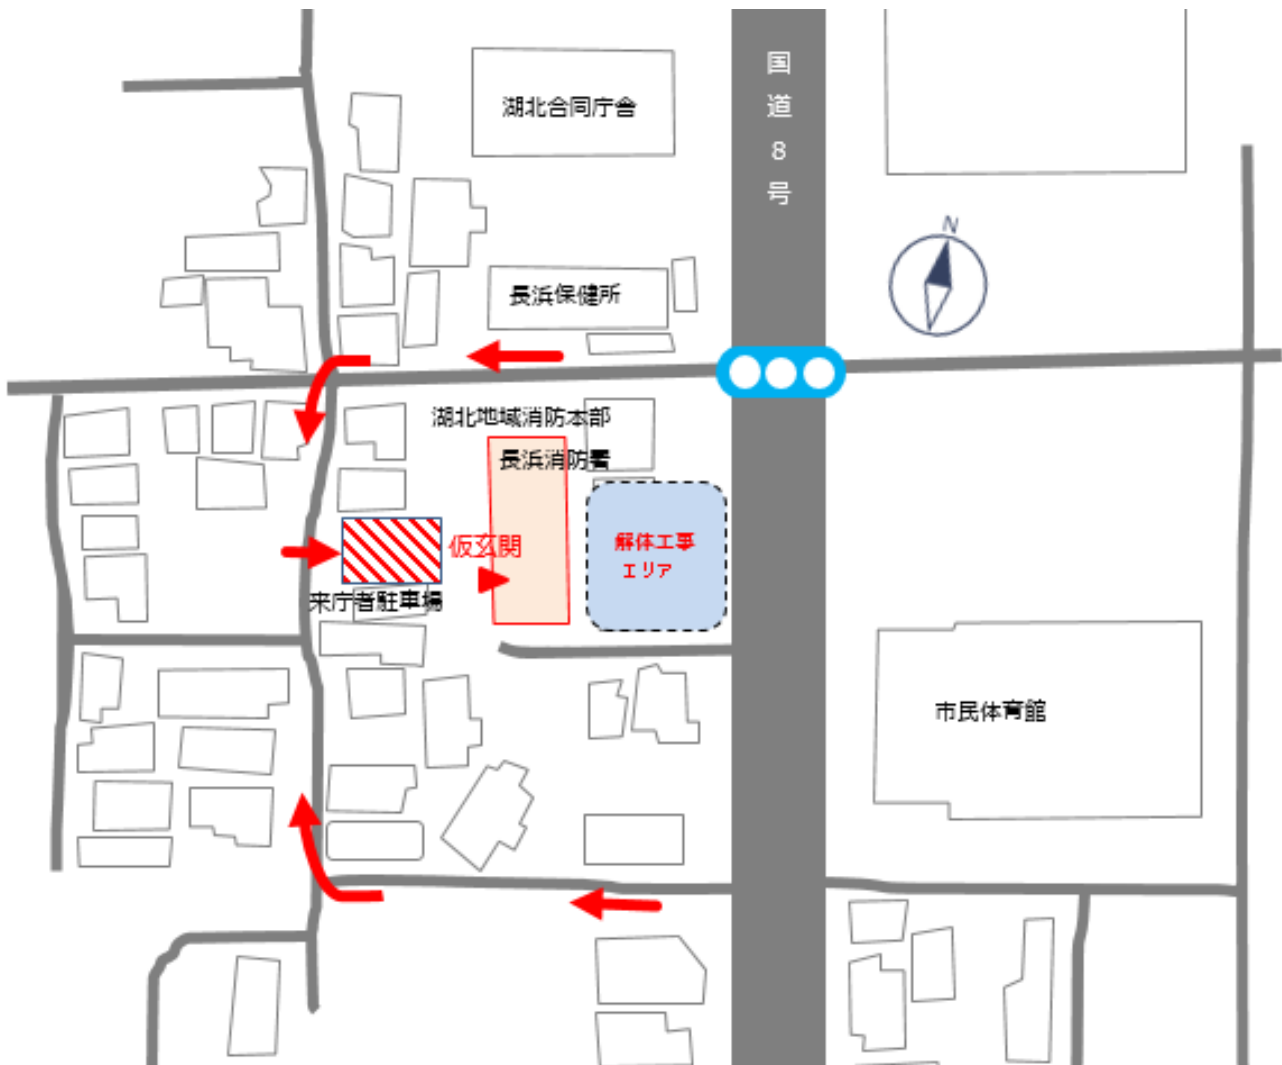 国道8号
湖北合同庁舎
N
長浜保健所
湖北地域消防本部
長浜消防署
仮玄関
解体工事
エリア
来庁者駐車場
市民体育館